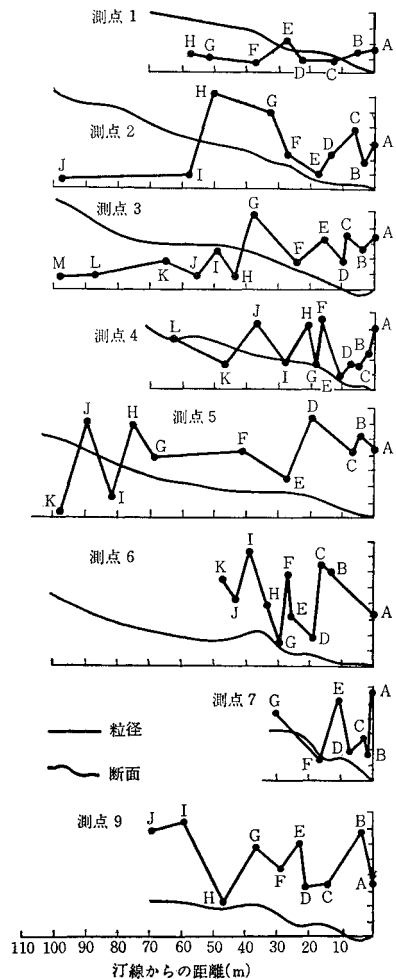 測点 1
H G F E D C B A
測点 2
J I H G F E D C B A
測点 3
M L K J I H G F E D C B A
測点 4
L K J I H G F E D C B A
測点 5
K J I H G F E D C B A
測点 6
K J I H G F E D C B A
測点 7
G F E D C B A
粒径
断面
測点 9
J I H G F E D C B A
110 100 90 80 70 60 50 40 30 20 10
汀線からの距離(m)